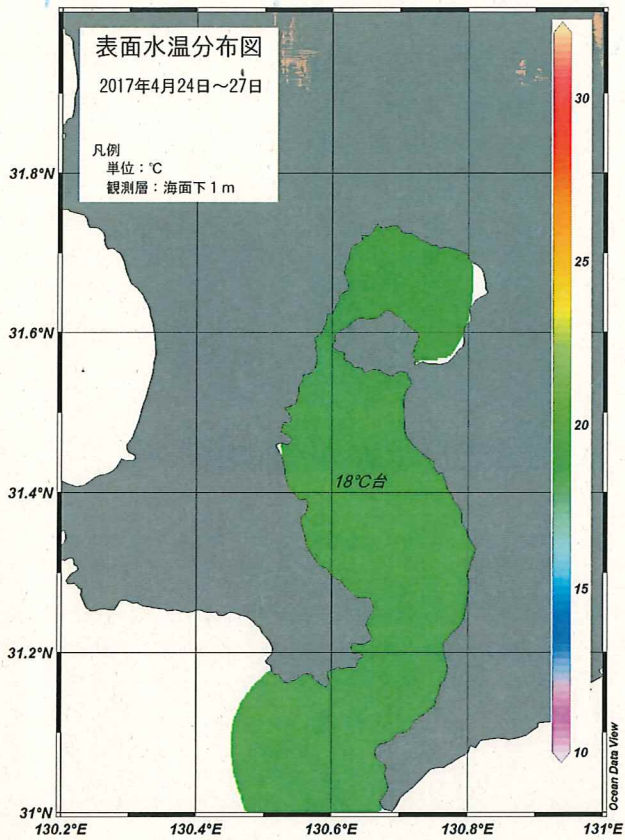 表面水温分布図
2017年4月24日～27日
凡例
単位：℃
観測層：海面下1m
18℃台
30
25
20
15
10
31.8°N
31.6°N
31.4°N
31.2°N
31°N
130.2°E
130.4°E
130.6°E
130.8°E
131°E
Ocean Data View